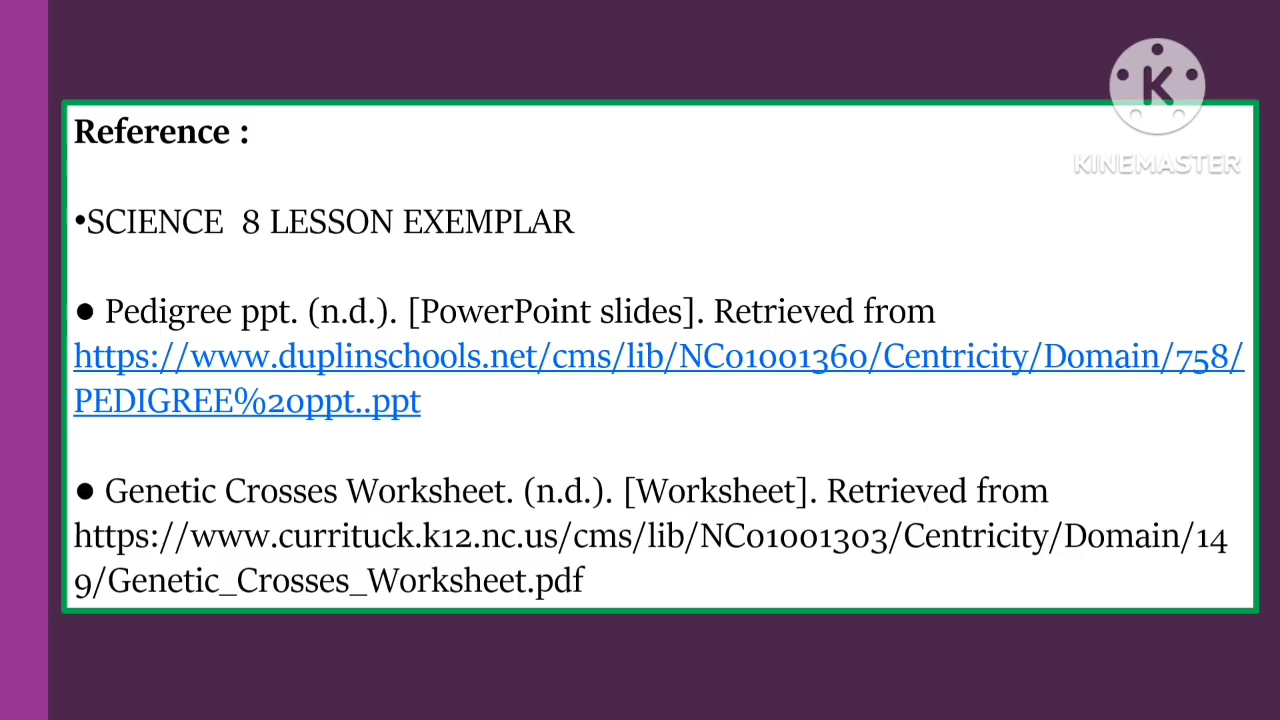 K
KINEMASTER
Reference :
•SCIENCE  8 LESSON EXEMPLAR
● Pedigree ppt. (n.d.). [PowerPoint slides]. Retrieved from
https://www.duplinschools.net/cms/lib/NC01001360/Centricity/Domain/758/
PEDIGREE%20ppt..ppt
● Genetic Crosses Worksheet. (n.d.). [Worksheet]. Retrieved from
https://www.currituck.k12.nc.us/cms/lib/NC01001303/Centricity/Domain/14
9/Genetic_Crosses_Worksheet.pdf